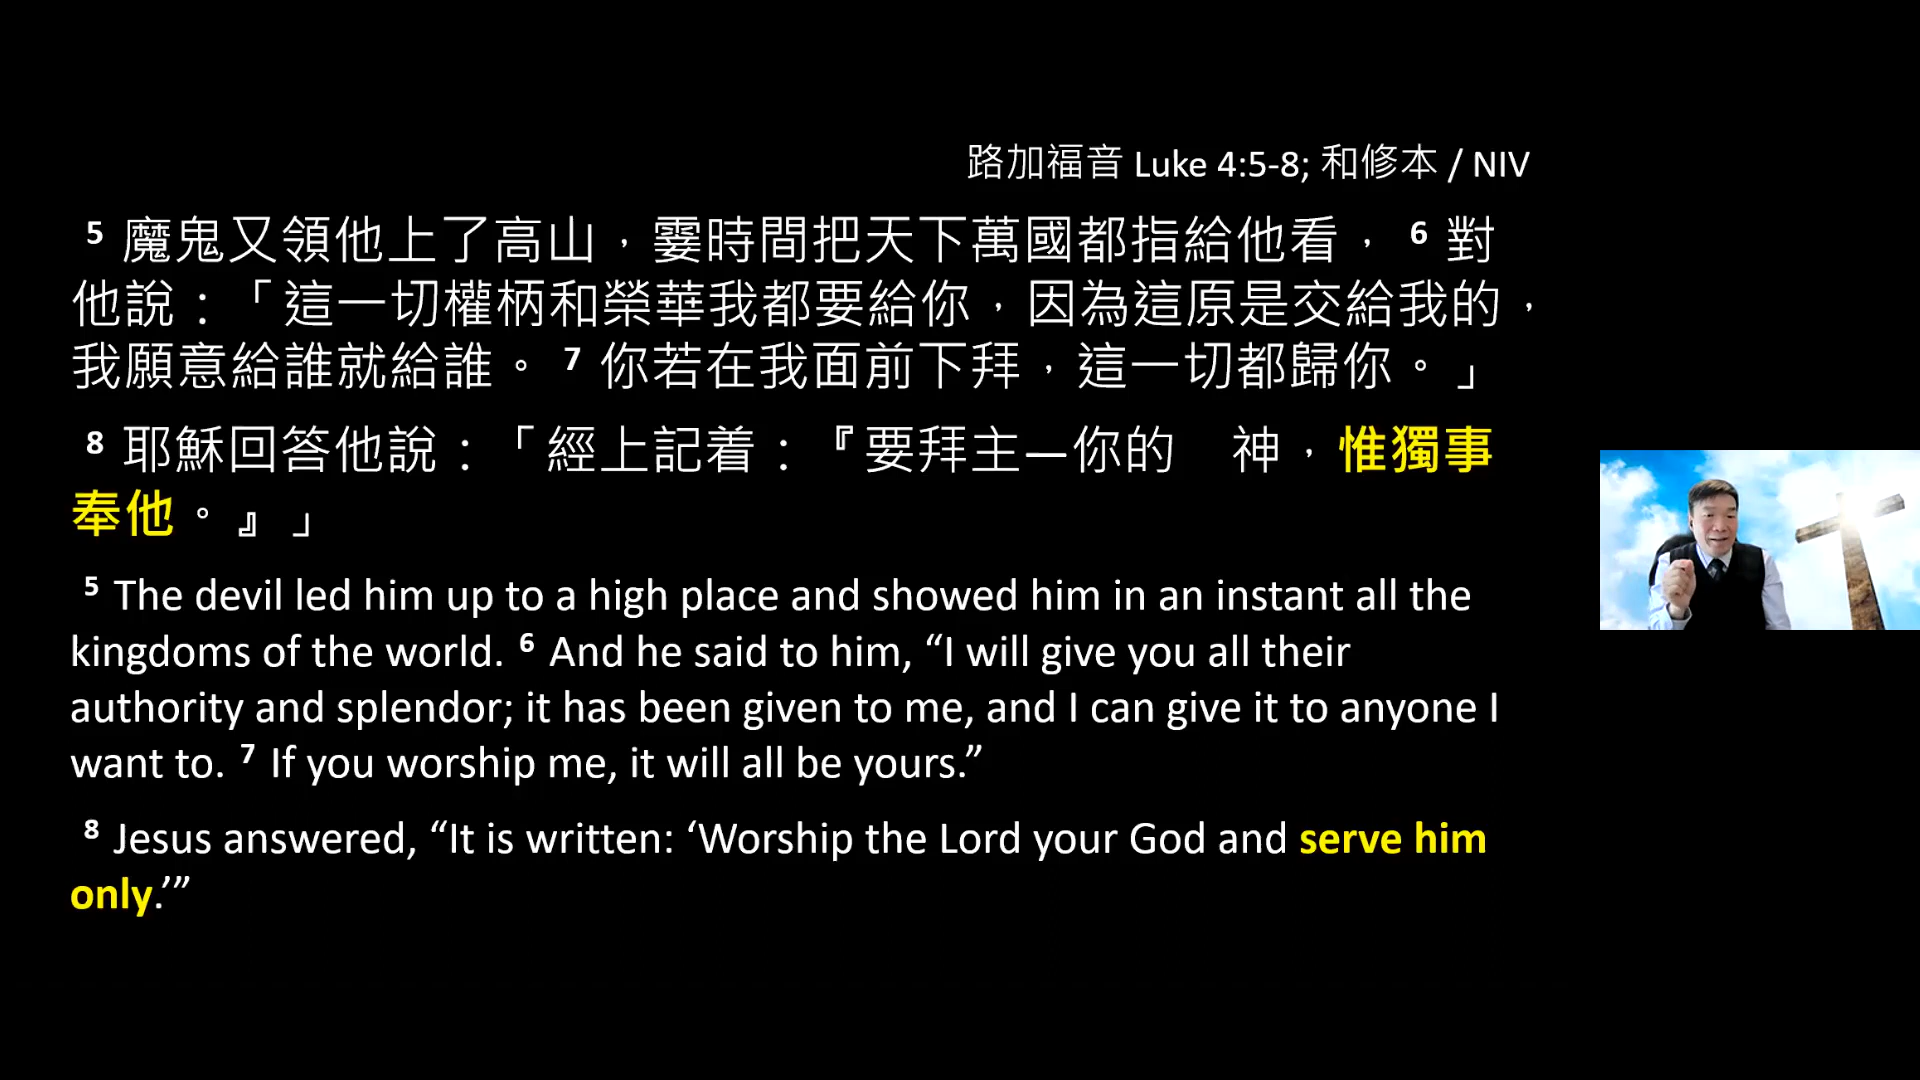 路加福音 Luke 4:5-8; 和修本 / NIV
5 魔鬼又領他上了高山，霎時間把天下萬國都指給他看， 6 對
他說：「這一切權柄和榮華我都要給你，因為這原是交給我的，
我願意給誰就給誰。 7 你若在我面前下拜，這一切都歸你。」
8 耶穌回答他說：「經上記着：『要拜主—你的　神，惟獨事
奉他。』」
5 The devil led him up to a high place and showed him in an instant all the
kingdoms of the world. 6 And he said to him, “I will give you all their
authority and splendor; it has been given to me, and I can give it to anyone I
want to. 7 If you worship me, it will all be yours.”
8 Jesus answered, “It is written: ‘Worship the Lord your God and serve him
only.’”